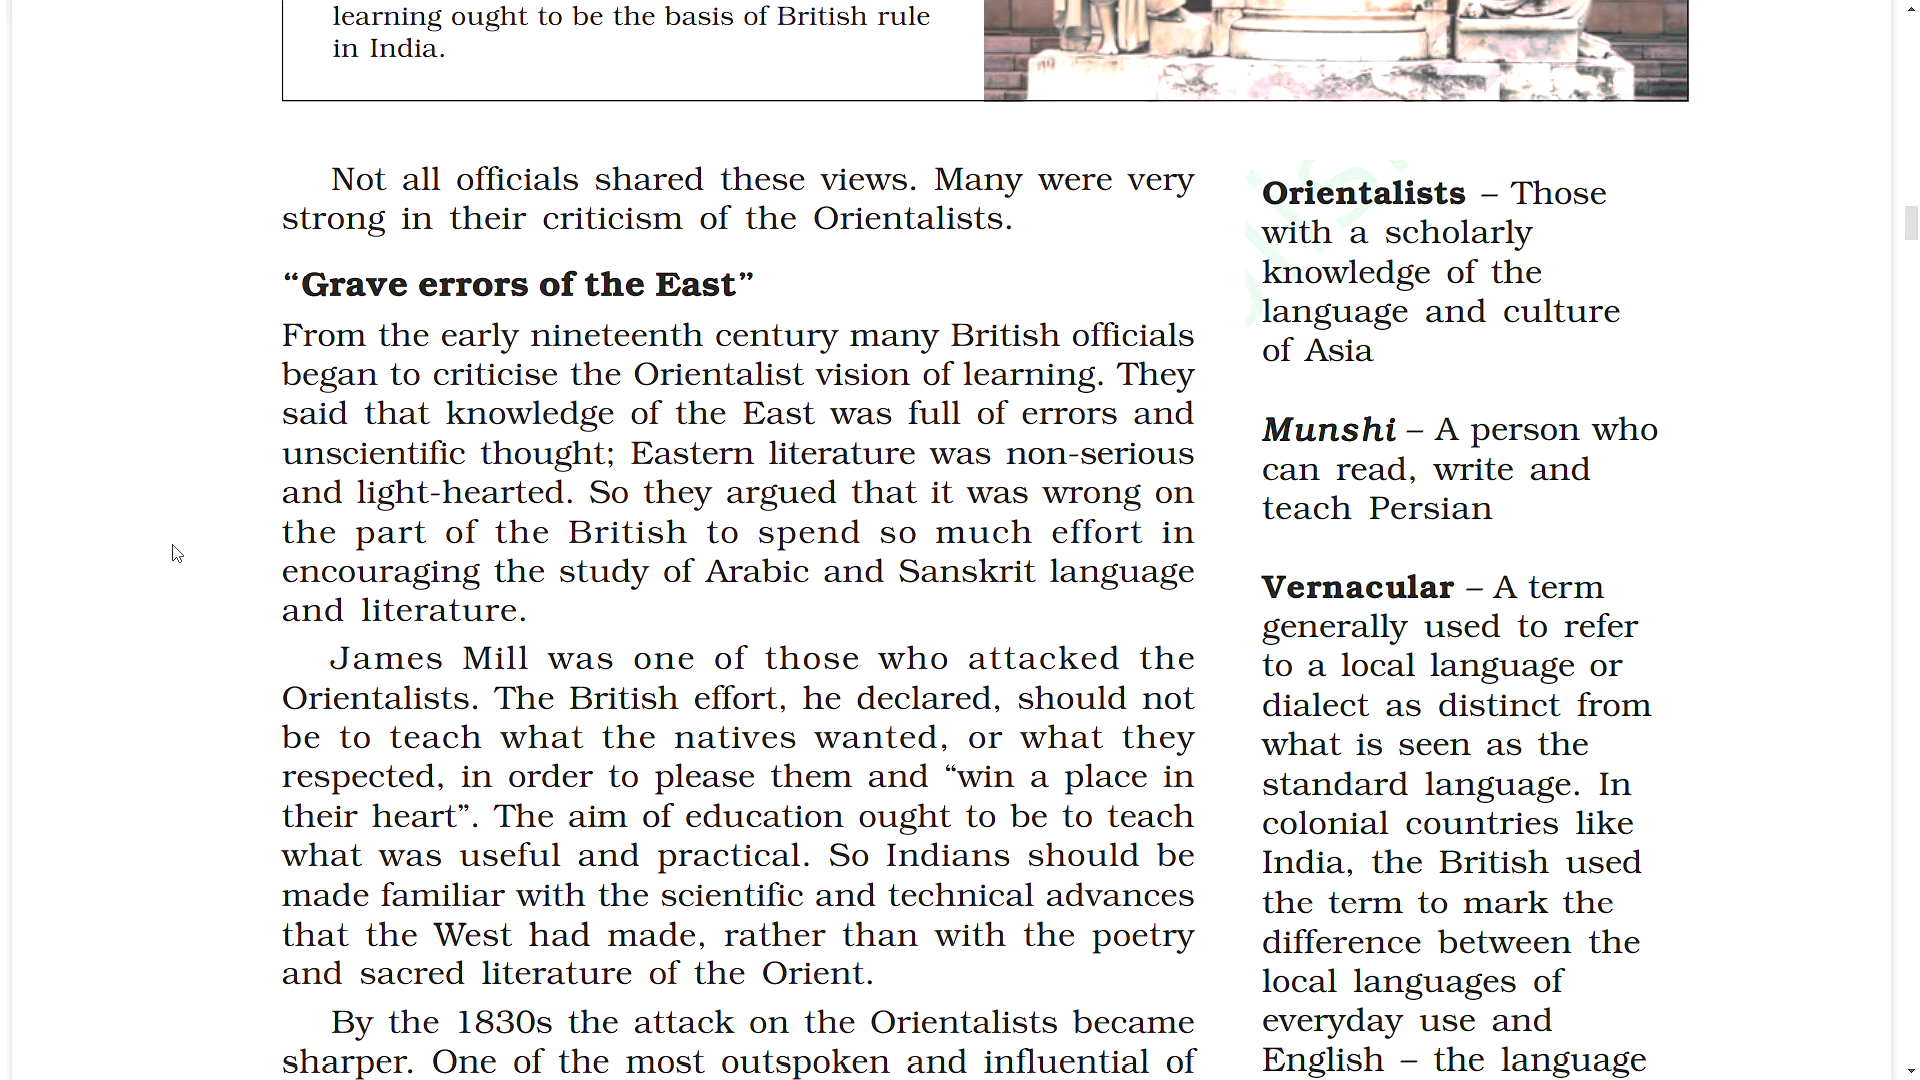 learning ought to be the basis of British rule
in India.
Not all officials shared these views. Many were very
strong in their criticism of the Orientalists.
“Grave errors of the East”
From the early nineteenth century many British officials
began to criticise the Orientalist vision of learning. They
said that knowledge of the East was full of errors and
unscientific thought; Eastern literature was non-serious
and light-hearted. So they argued that it was wrong on
the part of the British to spend so much effort in
encouraging the study of Arabic and Sanskrit language
and literature.
James Mill was one of those who attacked the
Orientalists. The British effort, he declared, should not
be to teach what the natives wanted, or what they
respected, in order to please them and “win a place in
their heart”. The aim of education ought to be to teach
what was useful and practical. So Indians should be
made familiar with the scientific and technical advances
that the West had made, rather than with the poetry
and sacred literature of the Orient.
By the 1830s the attack on the Orientalists became
sharper. One of the most outspoken and influential of
Orientalists – Those
with a scholarly
knowledge of the
language and culture
of Asia
Munshi – A person who
can read, write and
teach Persian
Vernacular – A term
generally used to refer
to a local language or
dialect as distinct from
what is seen as the
standard language. In
colonial countries like
India, the British used
the term to mark the
difference between the
local languages of
everyday use and
English – the language